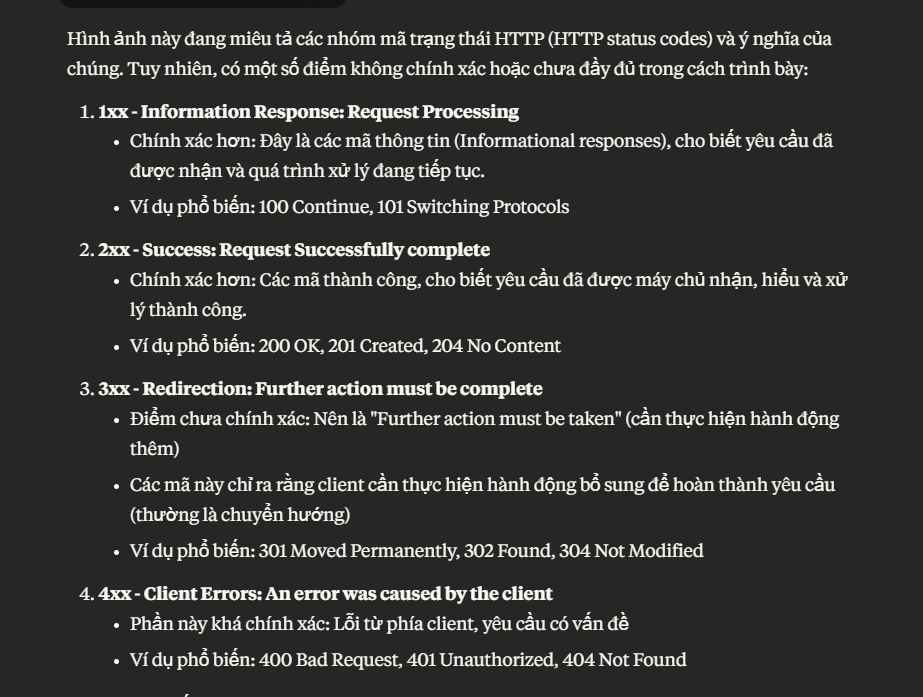 Hình ảnh này đang miêu tả các nhóm mã trạng thái HTTP (HTTP status codes) và ý nghĩa của
chúng. Tuy nhiên, có một số điểm không chính xác hoặc chưa đầy đủ trong cách trình bày:
1. 1xx - Information Response: Request Processing
• Chính xác hơn: Đây là các mã thông tin (Informational responses), cho biết yêu cầu đã
được nhận và quá trình xử lý đang tiếp tục.
• Ví dụ phổ biến: 100 Continue, 101 Switching Protocols
2. 2xx - Success: Request Successfully complete
• Chính xác hơn: Các mã thành công, cho biết yêu cầu đã được máy chủ nhận, hiểu và xử
lý thành công.
• Ví dụ phổ biến: 200 OK, 201 Created, 204 No Content
3. 3xx - Redirection: Further action must be complete
• Điểm chưa chính xác: Nên là "Further action must be taken" (cần thực hiện hành động
thêm)
• Các mã này chỉ ra rằng client cần thực hiện hành động bổ sung để hoàn thành yêu cầu
(thường là chuyển hướng)
• Ví dụ phổ biến: 301 Moved Permanently, 302 Found, 304 Not Modified
4. 4xx - Client Errors: An error was caused by the client
• Phần này khá chính xác: Lỗi từ phía client, yêu cầu có vấn đề
• Ví dụ phổ biến: 400 Bad Request, 401 Unauthorized, 404 Not Found